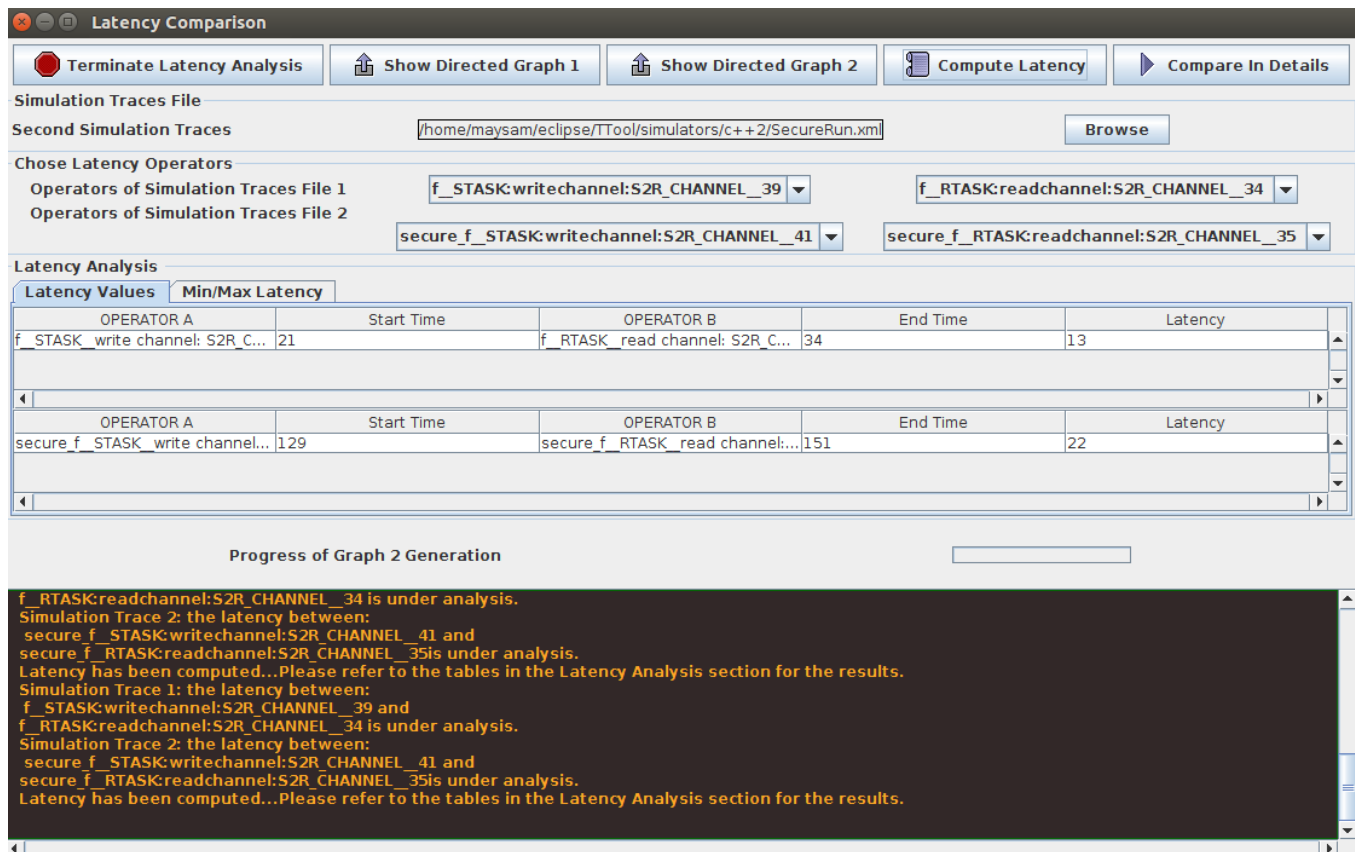 Latency Comparison
Terminate Latency Analysis Show Directed Graph 1 Show Directed Graph 2 Compute Latency Compare In Details
Simulation Traces File
Second Simulation Traces /home/maysam/eclipse/TTool/simulators/c++2/SecureRun.xml Browse
Chose Latency Operators
Operators of Simulation Traces File 1 f__STASK:writechannel:S2R_CHANNEL__39 f__RTASK:readchannel:S2R_CHANNEL__34
Operators of Simulation Traces File 2
secure_f__STASK:writechannel:S2R_CHANNEL__41 secure_f__RTASK:readchannel:S2R_CHANNEL__35
Latency Analysis
Latency Values Min/Max Latency
OPERATOR A Start Time OPERATOR B End Time Latency
f__STASK__write channel: S2R_C... 21 f__RTASK__read channel: S2R_C... 34 13
OPERATOR A Start Time OPERATOR B End Time Latency
secure_f__STASK__write channel... 129 secure_f__RTASK__read channel:... 151 22
Progress of Graph 2 Generation
f__RTASK:readchannel:S2R_CHANNEL__34 is under analysis.
Simulation Trace 2: the latency between:
secure_f__STASK:writechannel:S2R_CHANNEL__41 and
secure_f__RTASK:readchannel:S2R_CHANNEL__35is under analysis.
Latency has been computed...Please refer to the tables in the Latency Analysis section for the results.
Simulation Trace 1: the latency between:
f__STASK:writechannel:S2R_CHANNEL__39 and
f__RTASK:readchannel:S2R_CHANNEL__34 is under analysis.
Simulation Trace 2: the latency between:
secure_f__STASK:writechannel:S2R_CHANNEL__41 and
secure_f__RTASK:readchannel:S2R_CHANNEL__35is under analysis.
Latency has been computed...Please refer to the tables in the Latency Analysis section for the results.